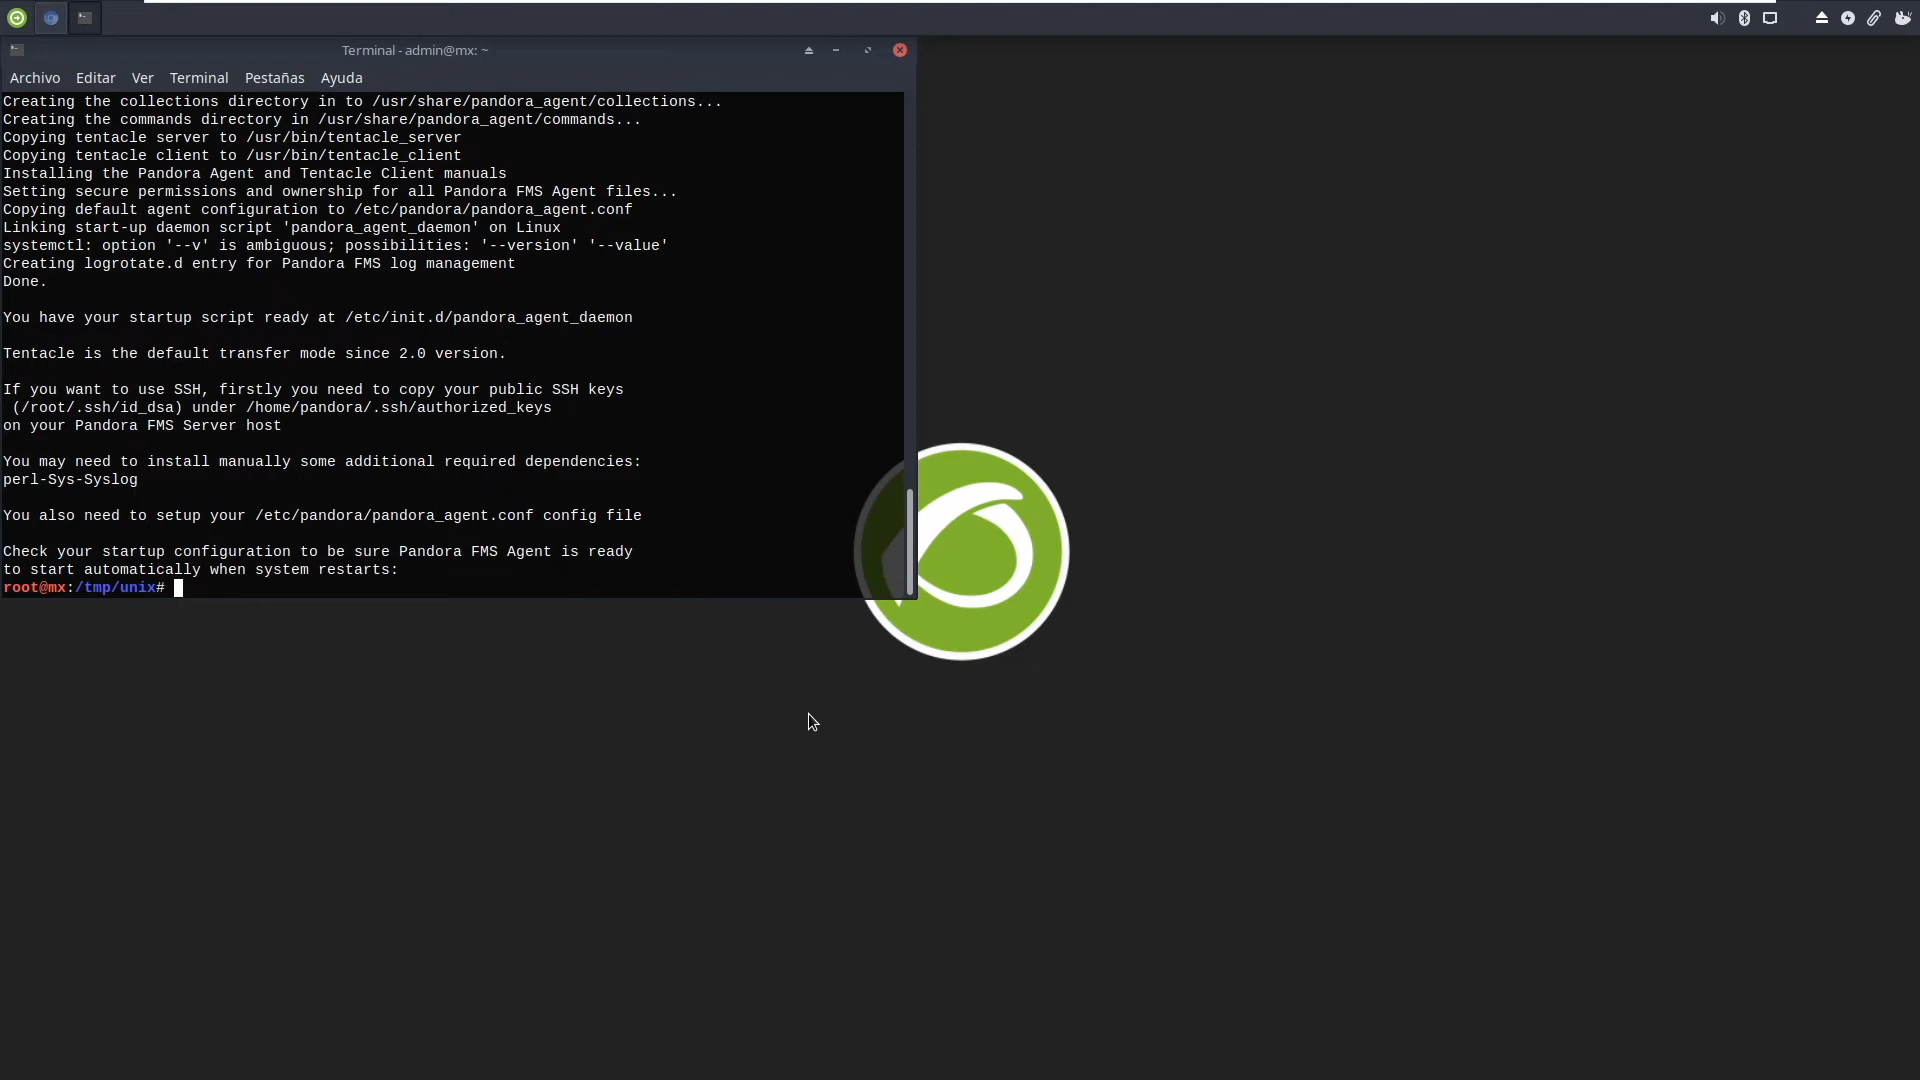 Terminal - admin@mx: ~
Archivo Editar Ver Terminal Pestañas Ayuda
Creating the collections directory in to /usr/share/pandora_agent/collections...
Creating the commands directory in /usr/share/pandora_agent/commands...
Copying tentacle server to /usr/bin/tentacle_server
Copying tentacle client to /usr/bin/tentacle_client
Installing the Pandora Agent and Tentacle Client manuals
Setting secure permissions and ownership for all Pandora FMS Agent files...
Copying default agent configuration to /etc/pandora/pandora_agent.conf
Linking start-up daemon script 'pandora_agent_daemon' on Linux
systemctl: option '--v' is ambiguous; possibilities: '--version' '--value'
Creating logrotate.d entry for Pandora FMS log management
Done.
You have your startup script ready at /etc/init.d/pandora_agent_daemon
Tentacle is the default transfer mode since 2.0 version.
If you want to use SSH, firstly you need to copy your public SSH keys
(/root/.ssh/id_dsa) under /home/pandora/.ssh/authorized_keys
on your Pandora FMS Server host
You may need to install manually some additional required dependencies:
perl-Sys-Syslog
You also need to setup your /etc/pandora/pandora_agent.conf config file
Check your startup configuration to be sure Pandora FMS Agent is ready
to start automatically when system restarts:
root@mx:/tmp/unix#